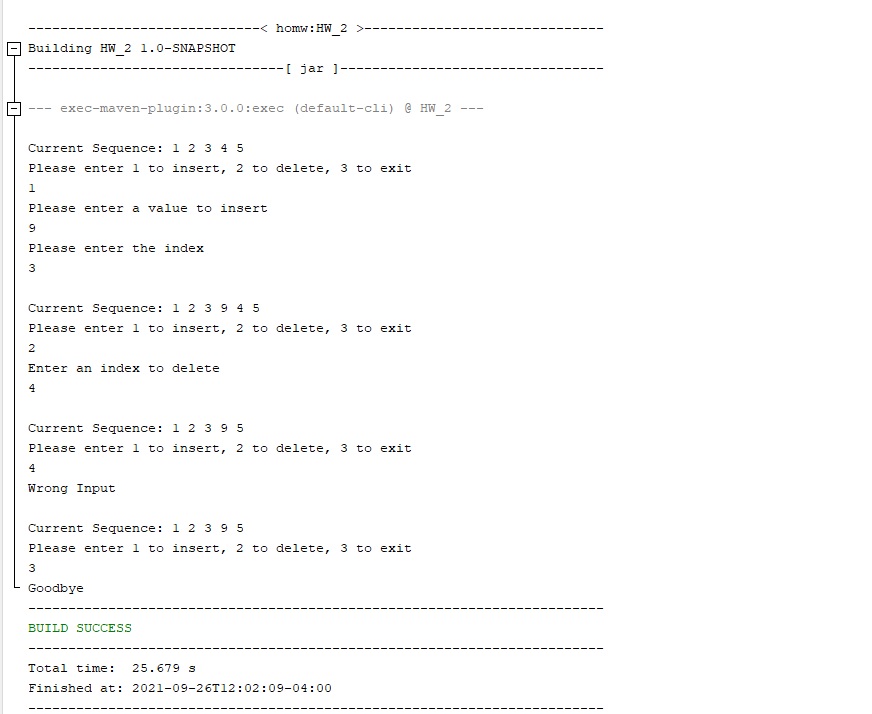 -----------------------------< homw:HW_2 >------------------------------
Building HW_2 1.0-SNAPSHOT
--------------------------------[ jar ]---------------------------------
--- exec-maven-plugin:3.0.0:exec (default-cli) @ HW_2 ---
Current Sequence: 1 2 3 4 5
Please enter 1 to insert, 2 to delete, 3 to exit
1
Please enter a value to insert
9
Please enter the index
3
Current Sequence: 1 2 3 9 4 5
Please enter 1 to insert, 2 to delete, 3 to exit
2
Enter an index to delete
4
Current Sequence: 1 2 3 9 5
Please enter 1 to insert, 2 to delete, 3 to exit
4
Wrong Input
Current Sequence: 1 2 3 9 5
Please enter 1 to insert, 2 to delete, 3 to exit
3
Goodbye
------------------------------------------------------------------------
BUILD SUCCESS
------------------------------------------------------------------------
Total time:  25.679 s
Finished at: 2021-09-26T12:02:09-04:00
------------------------------------------------------------------------